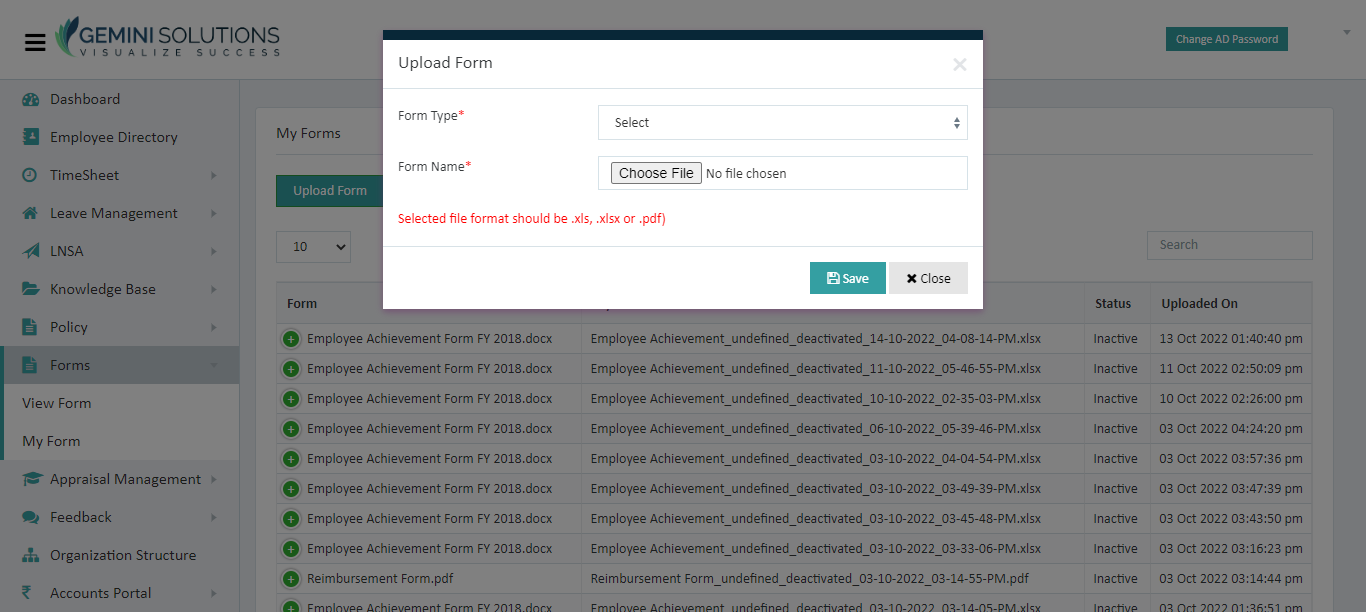 GEMINI SOLUTIONS
VISUALIZE SUCCESS
Change AD Password
Dashboard
Employee Directory
TimeSheet
Leave Management
LNSA
Knowledge Base
Policy
Forms
View Form
My Form
Appraisal Management
Feedback
Organization Structure
Accounts Portal
Upload Form
×
Form Type*
Select
Form Name*
Choose File No file chosen
Selected file format should be .xls, .xlsx or .pdf)
Save
Close
My Forms
Upload Form
10
Search
Form Status Uploaded On
Employee Achievement Form FY 2018.docx Employee Achievement_undefined_deactivated_14-10-2022_04-08-14-PM.xlsx Inactive 13 Oct 2022 01:40:40 pm
Employee Achievement Form FY 2018.docx Employee Achievement_undefined_deactivated_11-10-2022_05-46-55-PM.xlsx Inactive 11 Oct 2022 02:50:09 pm
Employee Achievement Form FY 2018.docx Employee Achievement_undefined_deactivated_10-10-2022_02-35-03-PM.xlsx Inactive 10 Oct 2022 02:26:00 pm
Employee Achievement Form FY 2018.docx Employee Achievement_undefined_deactivated_06-10-2022_05-39-46-PM.xlsx Inactive 03 Oct 2022 04:24:20 pm
Employee Achievement Form FY 2018.docx Employee Achievement_undefined_deactivated_03-10-2022_04-04-54-PM.xlsx Inactive 03 Oct 2022 03:57:36 pm
Employee Achievement Form FY 2018.docx Employee Achievement_undefined_deactivated_03-10-2022_03-49-39-PM.xlsx Inactive 03 Oct 2022 03:47:39 pm
Employee Achievement Form FY 2018.docx Employee Achievement_undefined_deactivated_03-10-2022_03-45-48-PM.xlsx Inactive 03 Oct 2022 03:43:50 pm
Employee Achievement Form FY 2018.docx Employee Achievement_undefined_deactivated_03-10-2022_03-33-06-PM.xlsx Inactive 03 Oct 2022 03:16:23 pm
Reimbursement Form.pdf Reimbursement Form_undefined_deactivated_03-10-2022_03-14-55-PM.pdf Inactive 03 Oct 2022 03:14:44 pm
Employee Achievement Form FY 2018.docx Employee Achievement_undefined_deactivated_03-10-2022_03-14-05-PM.xlsx Inactive 03 Oct 2022 01:36:51 pm